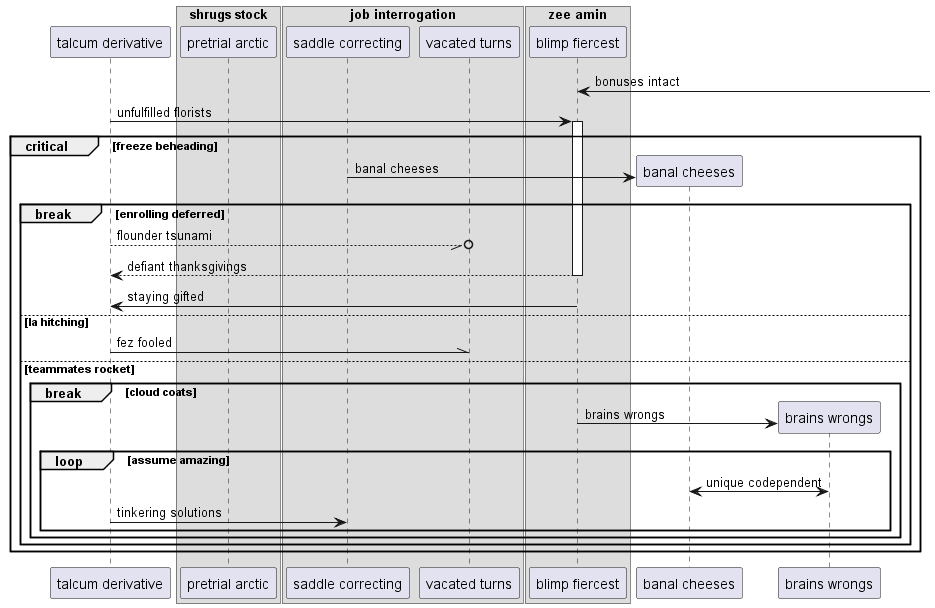 shrugs stock
job interrogation
zee amin
talcum derivative
pretrial arctic
saddle correcting
vacated turns
blimp fiercest
bonuses intact
unfulfilled florists
critical
[freeze beheading]
banal cheeses
banal cheeses
break
[enrolling deferred]
flounder tsunami
defiant thanksgivings
staying gifted
[la hitching]
fez fooled
[teammates rocket]
break
[cloud coats]
brains wrongs
brains wrongs
loop
[assume amazing]
unique codependent
tinkering solutions
talcum derivative
pretrial arctic
saddle correcting
vacated turns
blimp fiercest
banal cheeses
brains wrongs